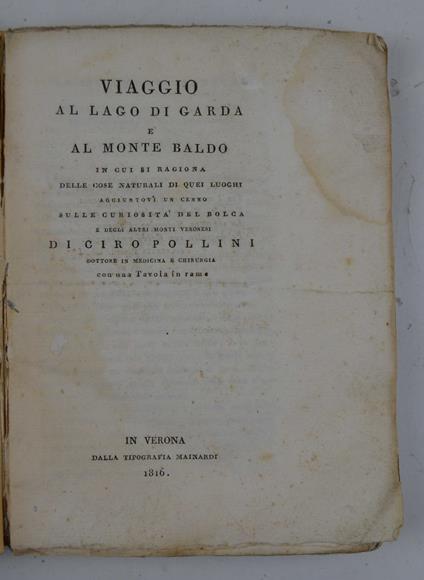 VIAGGIO
AL LAGO DI GARDA
E
AL MONTE BALDO
IN CUI SI RAGIONA
DELLE COSE NATURALI DI QUEI LUOGHI
AGGIUNTOVI UN CENNO
SULLE CURIOSITA' DEL BOLCA
E DEGLI ALTRI MONTI VERONESI
DI CIRO POLLINI
DOTTORE IN MEDICINA E CHIRURGIA
con una Tavola in rame
IN VERONA
DALLA TIPOGRAFIA MAINARDI
1816.